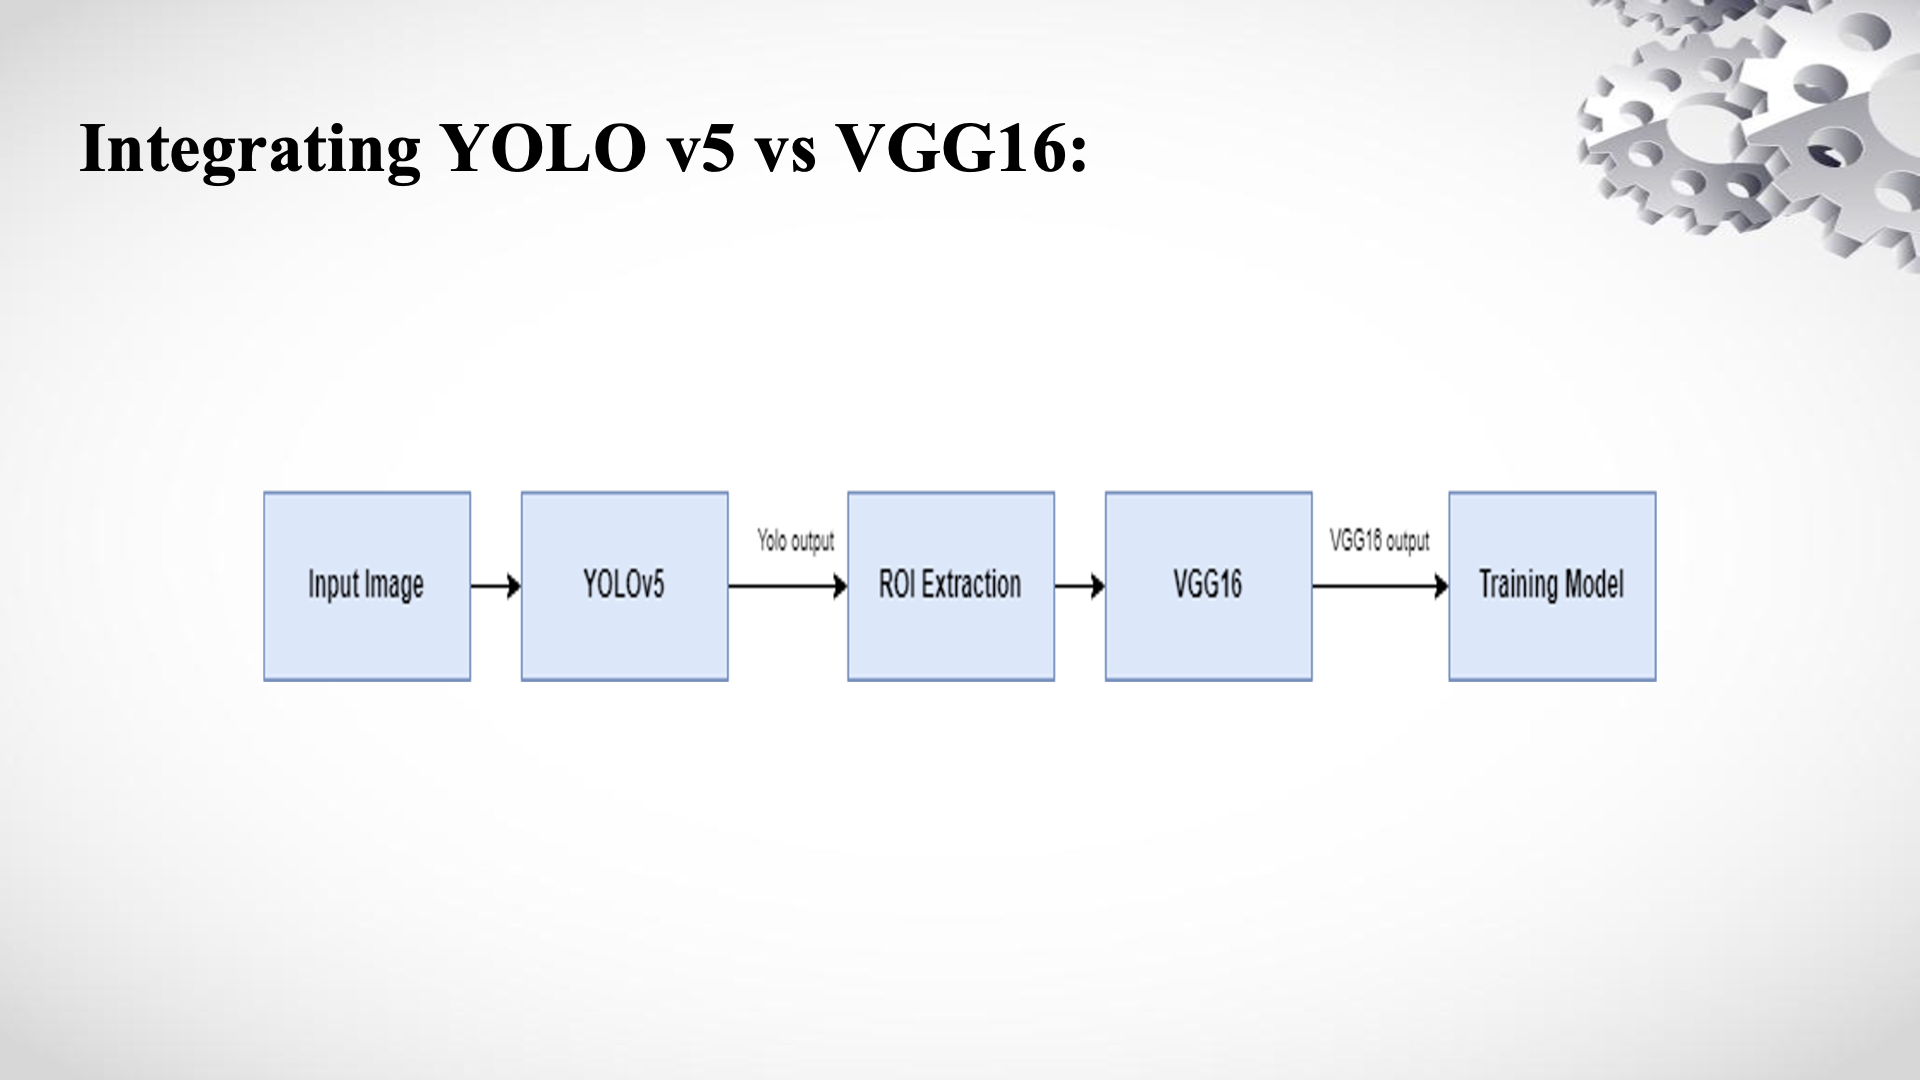 Integrating YOLO v5 vs VGG16:
Input Image
YOLOv5
Yolo output
ROI Extraction
VGG16
VGG16 output
Training Model